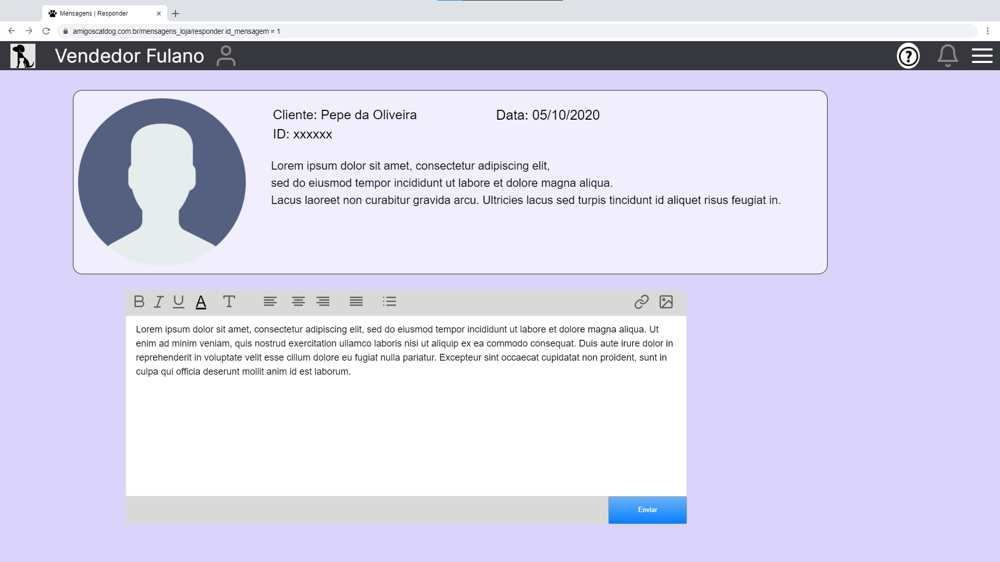 Mensagens | Responder
amigoscatdog.com.br/mensagens_loja/responder id_mensagem = 1
Vendedor Fulano
?
Cliente: Pepe da Oliveira
Data: 05/10/2020
ID: xxxxxx
Lorem ipsum dolor sit amet, consectetur adipiscing elit,
sed do eiusmod tempor incididunt ut labore et dolore magna aliqua.
Lacus laoreet non curabitur gravida arcu. Ultricies lacus sed turpis tincidunt id aliquet risus feugiat in.
B I U A T
Lorem ipsum dolor sit amet, consectetur adipiscing elit, sed do eiusmod tempor incididunt ut labore et dolore magna aliqua. Ut
enim ad minim veniam, quis nostrud exercitation ullamco laboris nisi ut aliquip ex ea commodo consequat. Duis aute irure dolor in
reprehenderit in voluptate velit esse cillum dolore eu fugiat nulla pariatur. Excepteur sint occaecat cupidatat non proident, sunt in
culpa qui officia deserunt mollit anim id est laborum.
Enviar